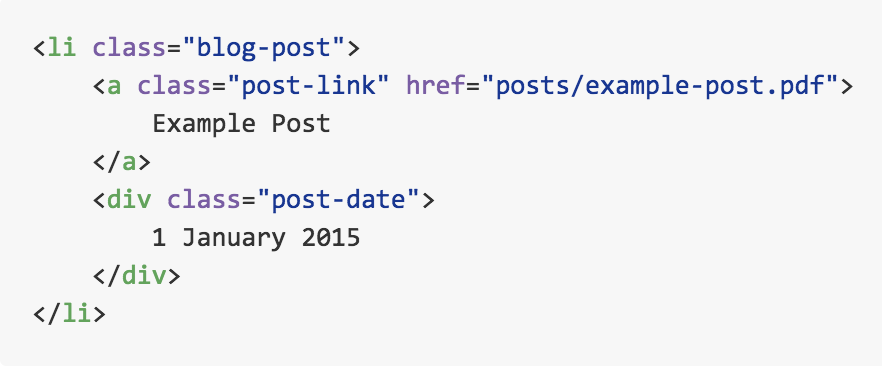 <li class="blog-post">
    <a class="post-link" href="posts/example-post.pdf">
        Example Post
    </a>
    <div class="post-date">
        1 January 2015
    </div>
</li>